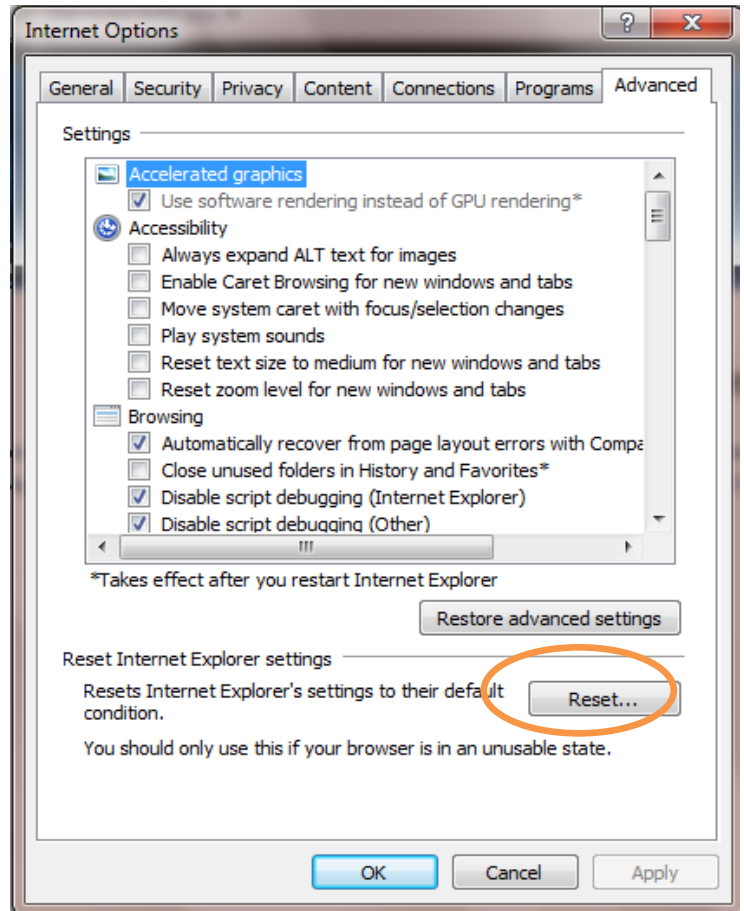 Internet Options
General Security Privacy Content Connections Programs Advanced
Settings
Accelerated graphics
Use software rendering instead of GPU rendering*
Accessibility
Always expand ALT text for images
Enable Caret Browsing for new windows and tabs
Move system caret with focus/selection changes
Play system sounds
Reset text size to medium for new windows and tabs
Reset zoom level for new windows and tabs
Browsing
Automatically recover from page layout errors with Compa
Close unused folders in History and Favorites*
Disable script debugging (Internet Explorer)
Disable script debugging (Other)
*Takes effect after you restart Internet Explorer
Restore advanced settings
Reset Internet Explorer settings
Resets Internet Explorer's settings to their default
condition.
Reset...
You should only use this if your browser is in an unusable state.
OK Cancel Apply